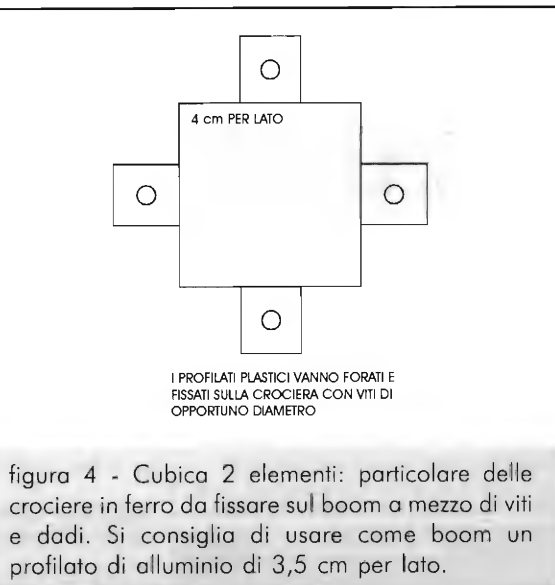 4 cm PER LATO
I PROFILATI PLASTICI VANNO FORATI E
FISSATI SULLA CROCIERA CON VITI DI
OPPORTUNO DIAMETRO
figura 4 - Cubica 2 elementi: particolare delle
crociere in ferro da fissare sul boom a mezzo di viti
e dadi. Si consiglia di usare come boom un
profilato di alluminio di 3,5 cm per lato.